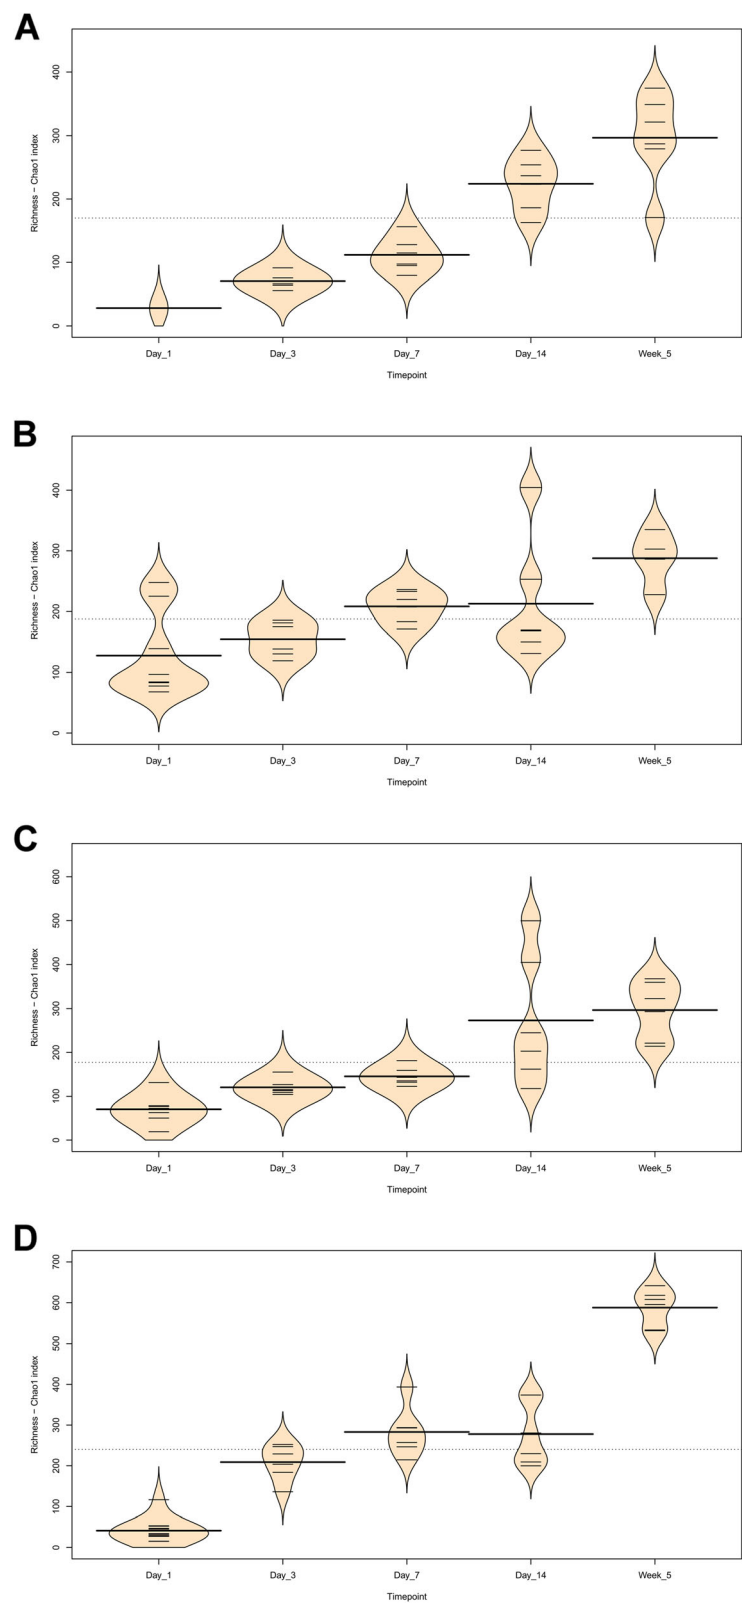 A
Richness – Chao1 index
400
300
200
100
0
Day_1 Day_3 Day_7 Day_14 Week_5
Timepoint
B
Richness – Chao1 index
400
300
200
100
0
Day_1 Day_3 Day_7 Day_14 Week_5
Timepoint
C
Richness – Chao1 index
600
500
400
300
200
100
0
Day_1 Day_3 Day_7 Day_14 Week_5
Timepoint
D
Richness – Chao1 index
700
600
500
400
300
200
100
0
Day_1 Day_3 Day_7 Day_14 Week_5
Timepoint